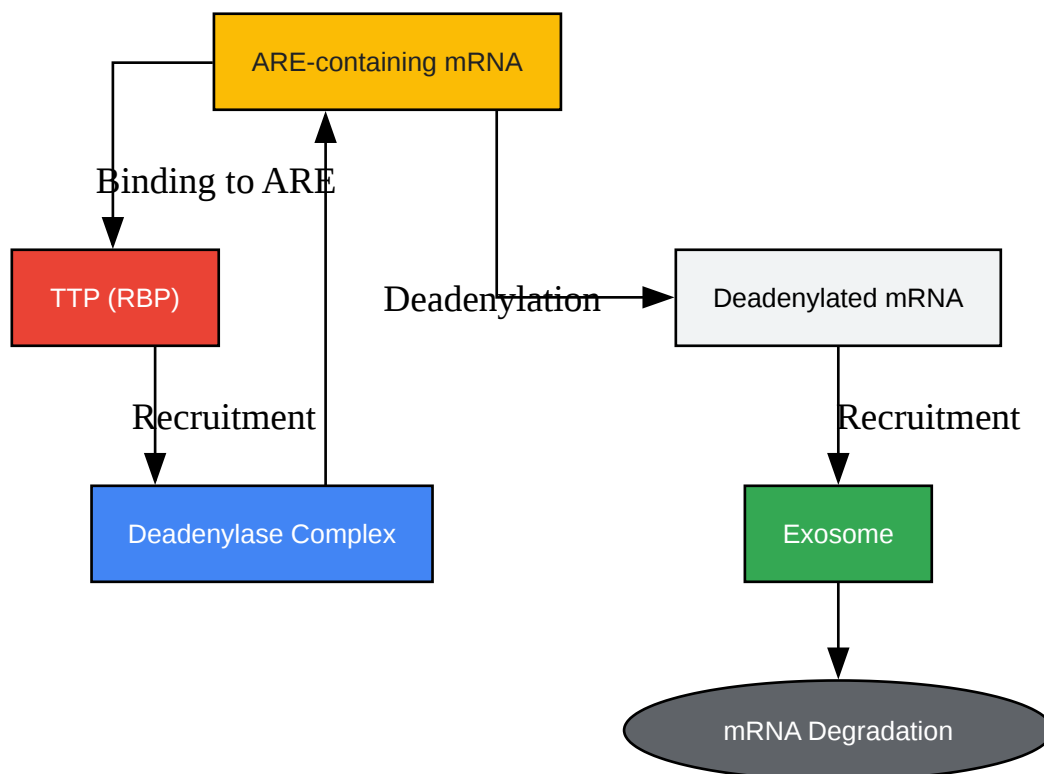 ARE-containing mRNA
Binding to ARE
TTP (RBP)
Deadenylation
Deadenylated mRNA
Recruitment
Recruitment
Deadenylase Complex
Exosome
mRNA Degradation